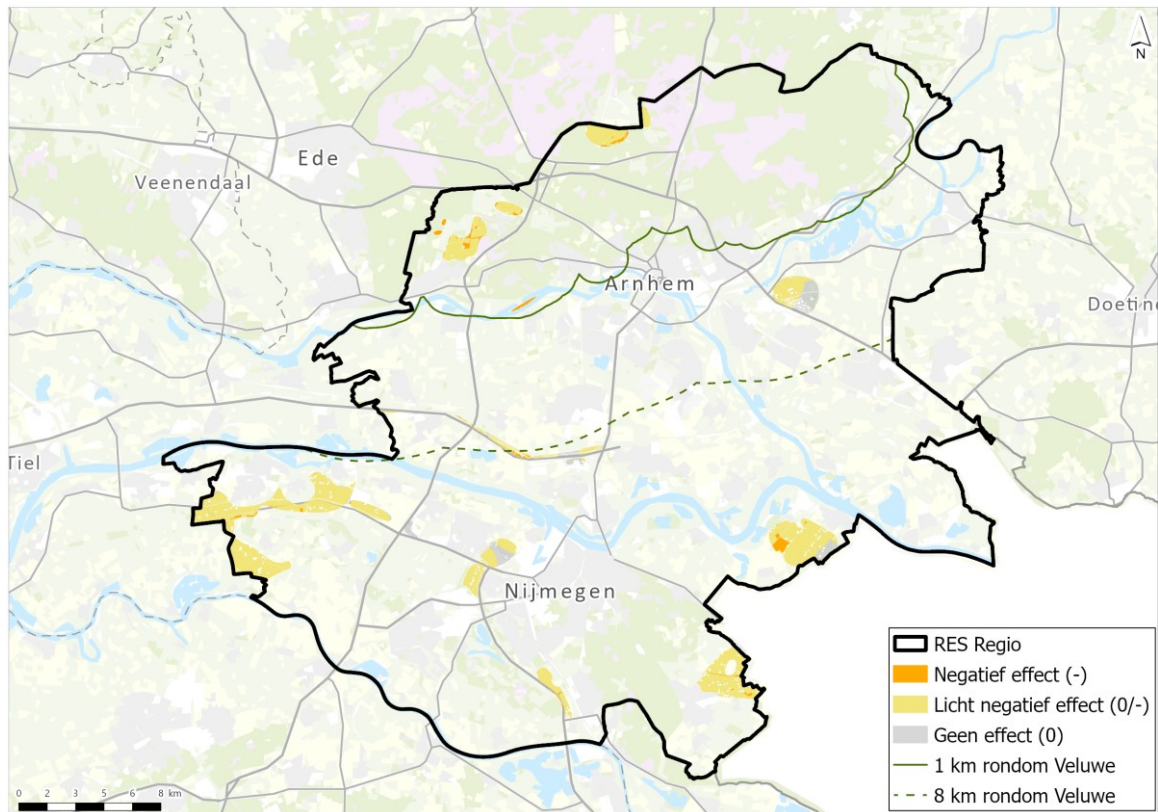 N
Ede
Veenendaal
Arnhem
Doetinc
Tiel
Nijmegen
RES Regio
Negatief effect (-)
Licht negatief effect (0/-)
Geen effect (0)
1 km rondom Veluwe
8 km rondom Veluwe
0 2 3 5 6 8 km